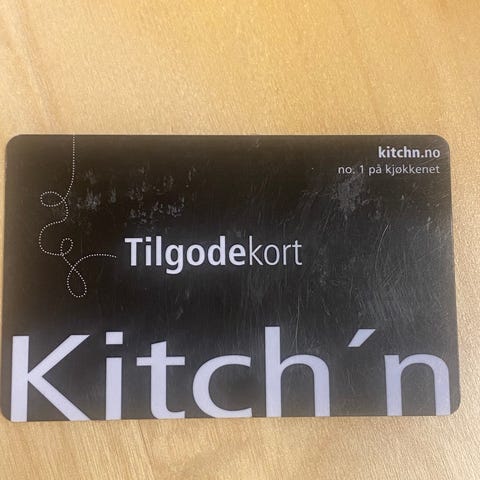 kitchn.no
no. 1 på kjøkkenet
Tilgodekort
Kitch´n